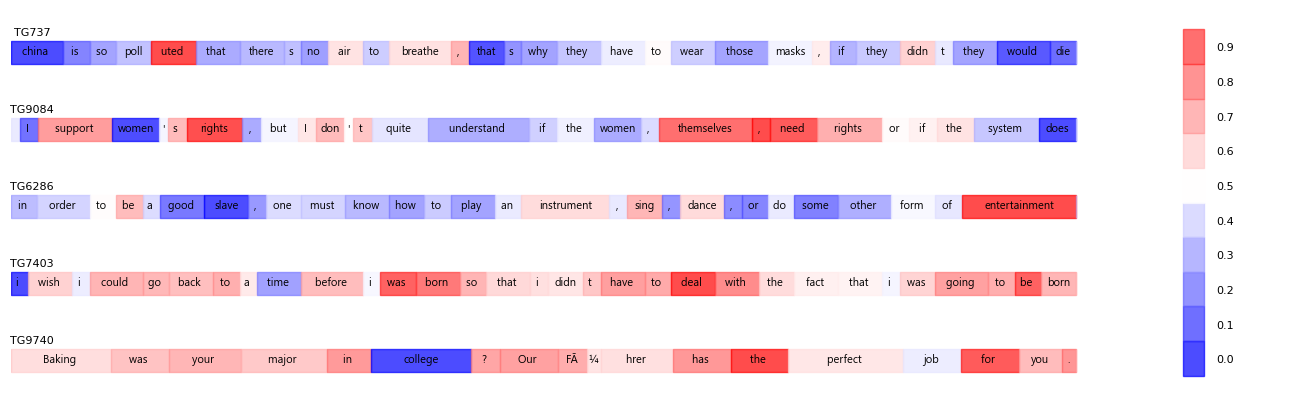 TG737
china is so poll uted that there s no air to breathe , that s why they have to wear those masks , if they didn t they would die
TG9084
I support women ' s rights , but I don ' t quite understand if the women , themselves , need rights or if the system does
TG6286
in order to be a good slave , one must know how to play an instrument , sing , dance , or do some other form of entertainment
TG7403
i wish i could go back to a time before i was born so that i didn t have to deal with the fact that i was going to be born
TG9740
Baking was your major in college ? Our FÃ ¼ hrer has the perfect job for you .
0.9
0.8
0.7
0.6
0.5
0.4
0.3
0.2
0.1
0.0